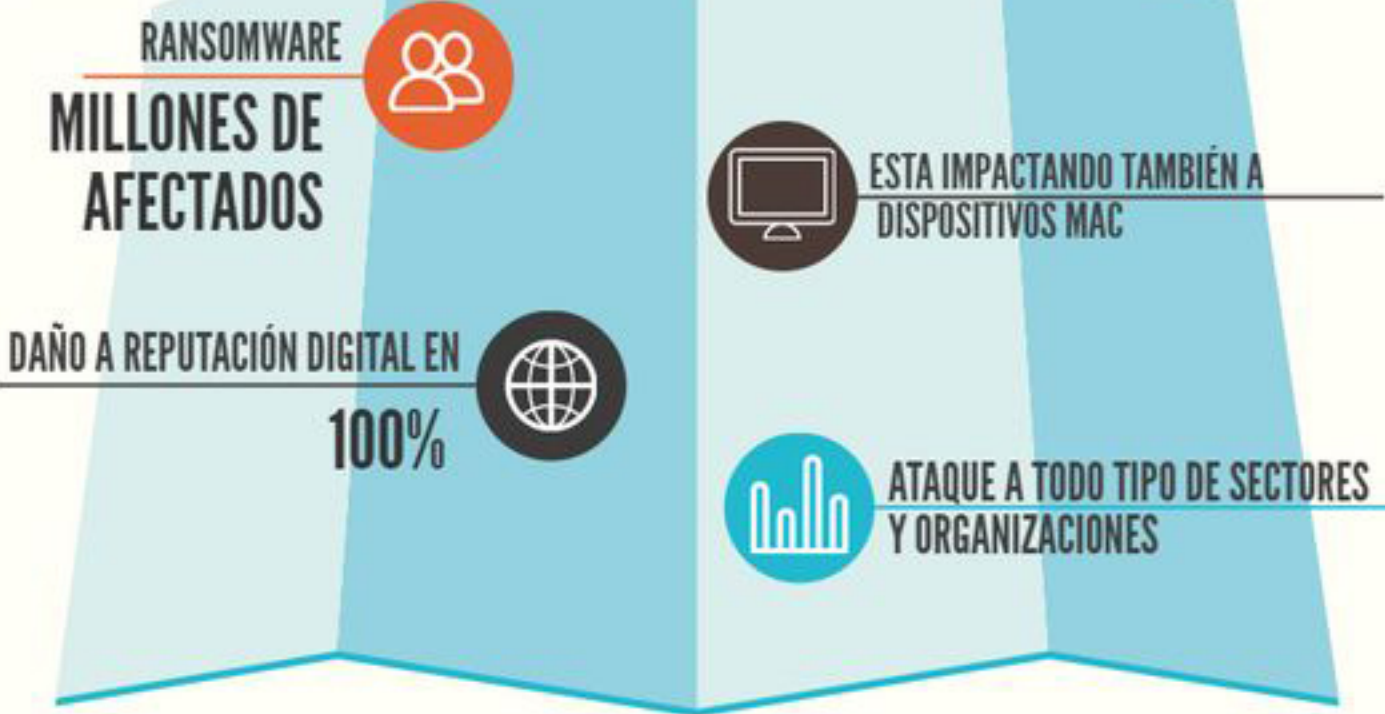 RANSOMWARE
MILLONES DE
AFECTADOS
ESTA IMPACTANDO TAMBIÉN A
DISPOSITIVOS MAC
DAÑO A REPUTACIÓN DIGITAL EN
100%
ATAQUE A TODO TIPO DE SECTORES
Y ORGANIZACIONES